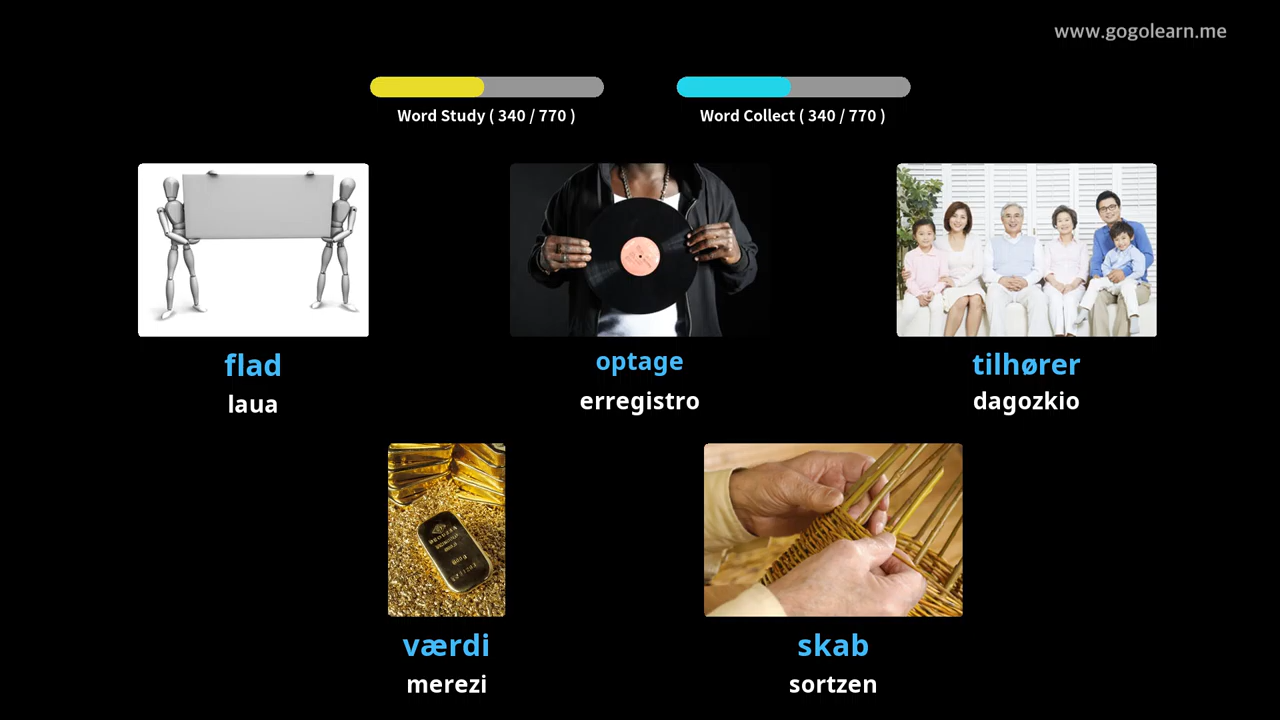 www.gogolearn.me
Word Study ( 340 / 770 )
Word Collect ( 340 / 770 )
flad
laua
optage
erregistro
tilhører
dagozkio
værdi
merezi
skab
sortzen